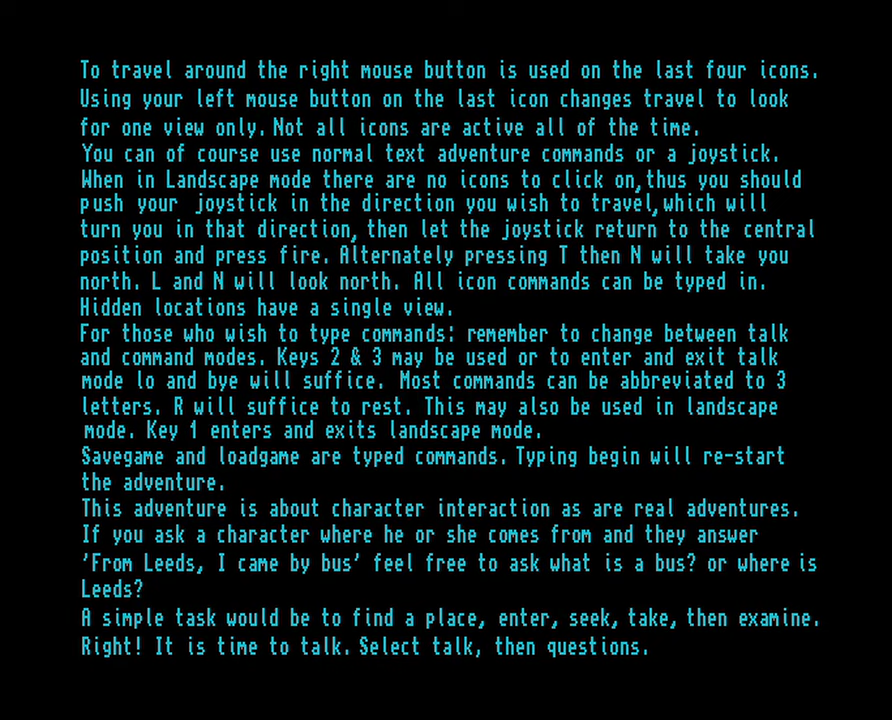 To travel around the right mouse button is used on the last four icons.
Using your left mouse button on the last icon changes travel to look
for one view only. Not all icons are active all of the time.
You can of course use normal text adventure commands or a joystick.
When in Landscape mode there are no icons to click on,thus you should
push your joystick in the direction you wish to travel,which will
turn you in that direction, then let the joystick return to the central
position and press fire. Alternately pressing T then N will take you
north. L and N will look north. All icon commands can be typed in.
Hidden locations have a single view.
For those who wish to type commands: remember to change between talk
and command modes. Keys 2 & 3 may be used or to enter and exit talk
mode lo and bye will suffice. Most commands can be abbreviated to 3
letters. R will suffice to rest. This may also be used in landscape
mode. Key 1 enters and exits landscape mode.
Savegame and loadgame are typed commands. Typing begin will re-start
the adventure.
This adventure is about character interaction as are real adventures.
If you ask a character where he or she comes from and they answer
'From Leeds, I came by bus' feel free to ask what is a bus? or where is
Leeds?
A simple task would be to find a place, enter, seek, take, then examine.
Right! It is time to talk. Select talk, then questions.